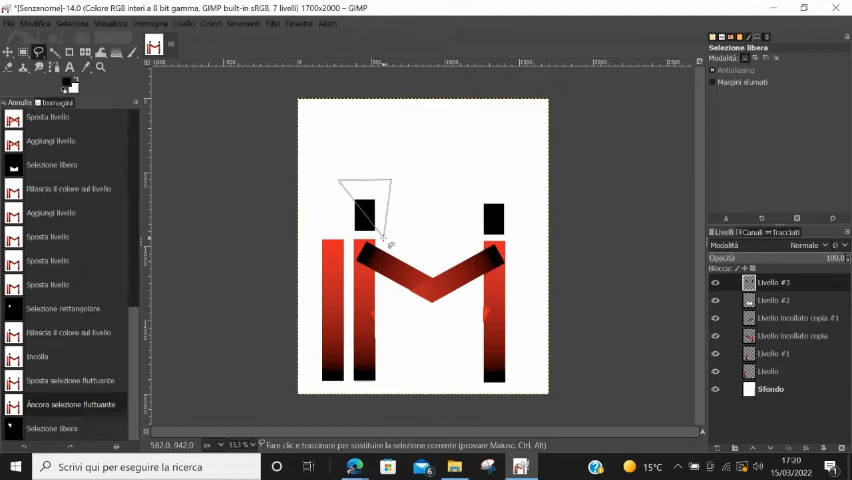 *[Senzanome]-14.0 (Colore RGB interi a 8 bit gamma, GIMP built-in sRGB, 7 livelli) 1700x2000 – GIMP
File Modifica Seleziona Visualizza Immagine Livello Colori Strumenti Filtri Finestre Aiuto
Selezione libera
Modalità:
Antialiasing
Margini sfumati
Annulla Immagini
Sposta livello
Aggiungi livello
Selezione libera
Rilascia il colore sul livello
Aggiungi livello
Sposta livello
Sposta livello
Sposta livello
Selezione rettangolare
Rilascia il colore sul livello
Incolla
Sposta selezione fluttuante
Àncora selezione fluttuante
Selezione libera
Livelli Canali Tracciati
Modalità Normale
Opacità 100,0
Blocca:
Livello #3
Livello #2
Livello Incollato copia #1
Livello Incollato copia
Livello #1
Livello
Sfondo
582,0, 942,0 px 33,3 % Fare clic e trascinare per sostituire la selezione corrente (provare Maiusc, Ctrl, Alt)
Scrivi qui per eseguire la ricerca
15°C
17:20
15/03/2022